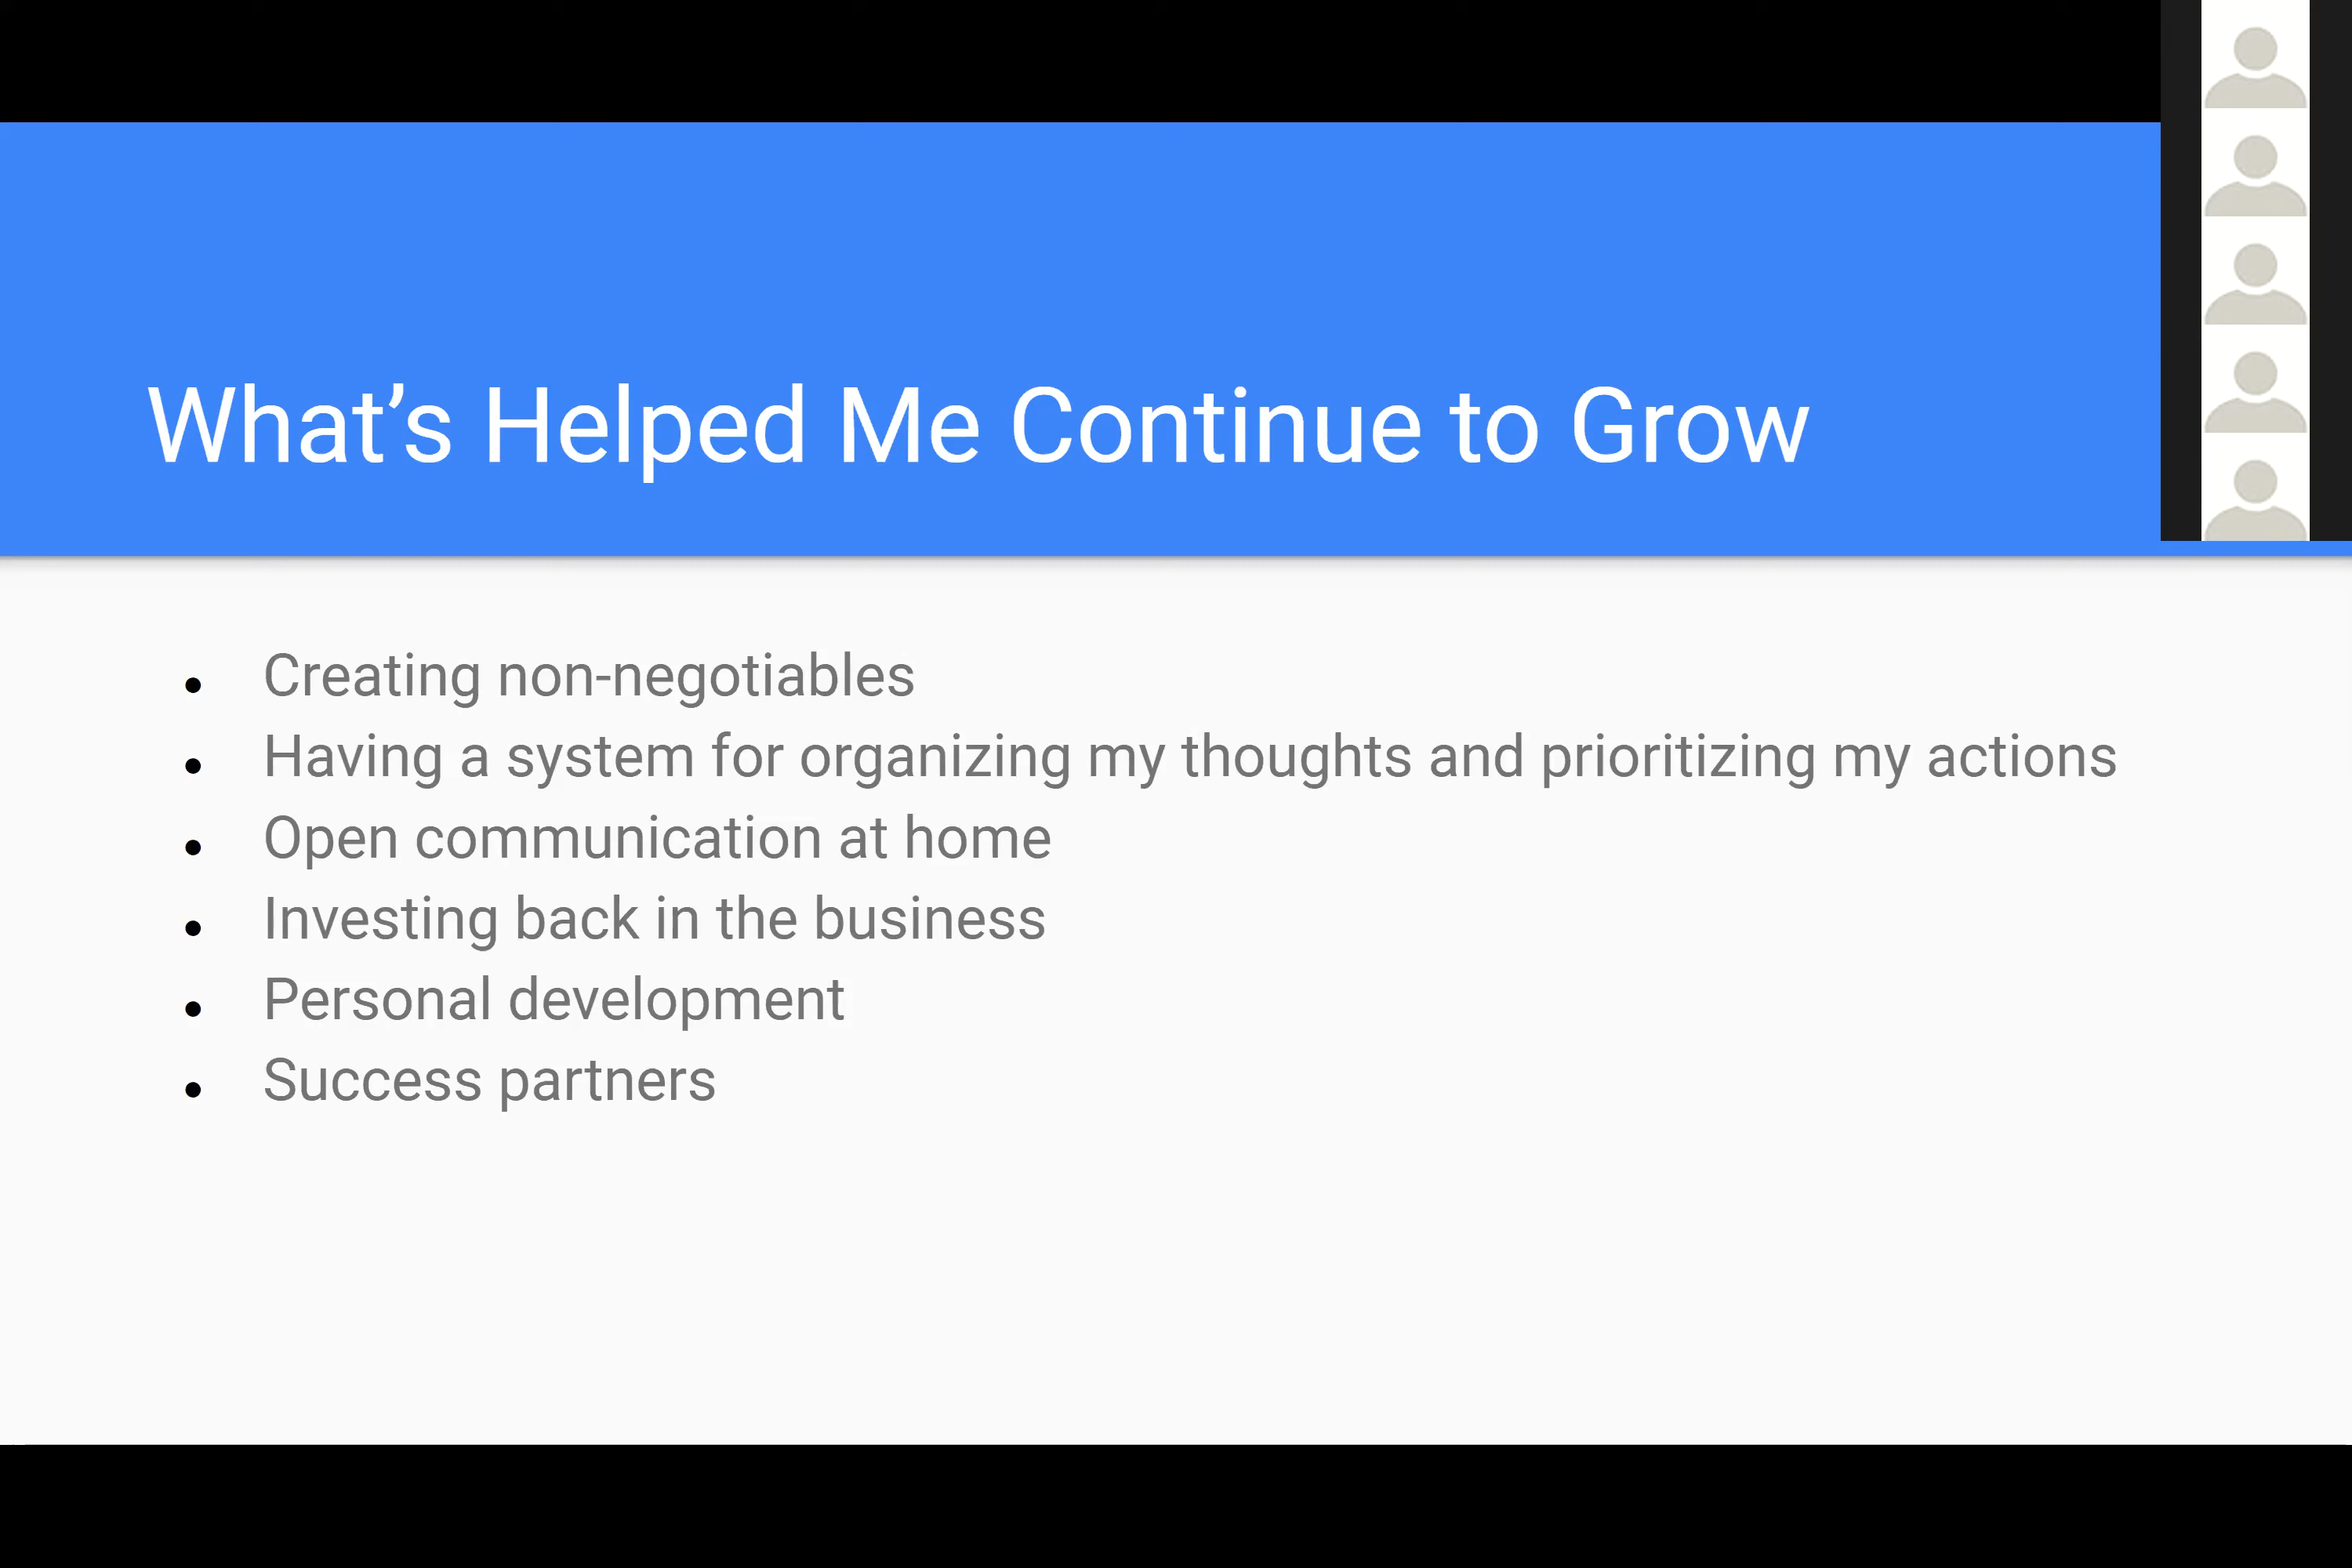 What’s Helped Me Continue to Grow
• Creating non-negotiables
• Having a system for organizing my thoughts and prioritizing my actions
• Open communication at home
• Investing back in the business
• Personal development
• Success partners